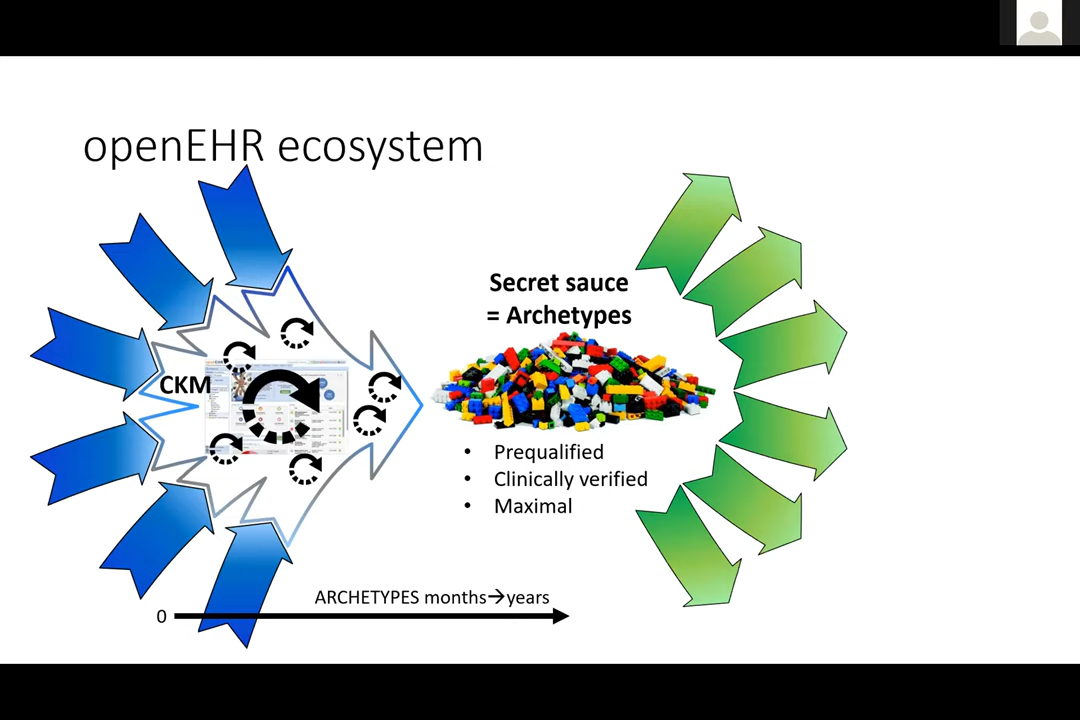 openEHR ecosystem
Secret sauce
= Archetypes
CKM
• Prequalified
• Clinically verified
• Maximal
ARCHETYPES months→years
0